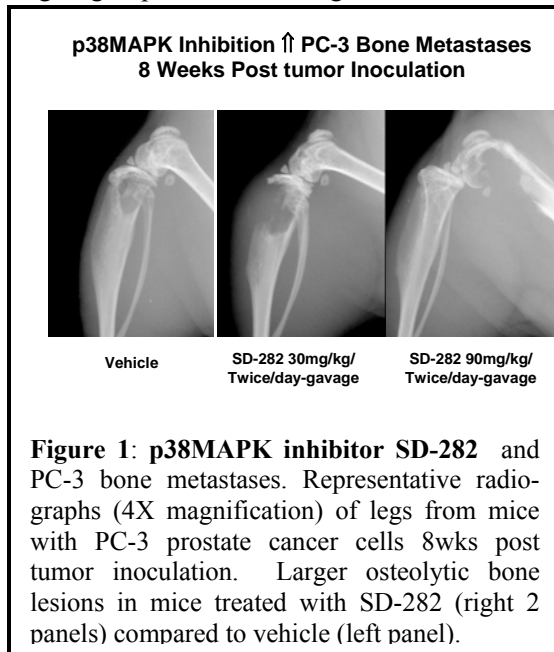 p38MAPK Inhibition ⇑ PC-3 Bone Metastases
8 Weeks Post tumor Inoculation
Vehicle
SD-282 30mg/kg/
Twice/day-gavage
SD-282 90mg/kg/
Twice/day-gavage
Figure 1: p38MAPK inhibitor SD-282 and
PC-3 bone metastases. Representative radio-
graphs (4X magnification) of legs from mice
with PC-3 prostate cancer cells 8wks post
tumor inoculation. Larger osteolytic bone
lesions in mice treated with SD-282 (right 2
panels) compared to vehicle (left panel).